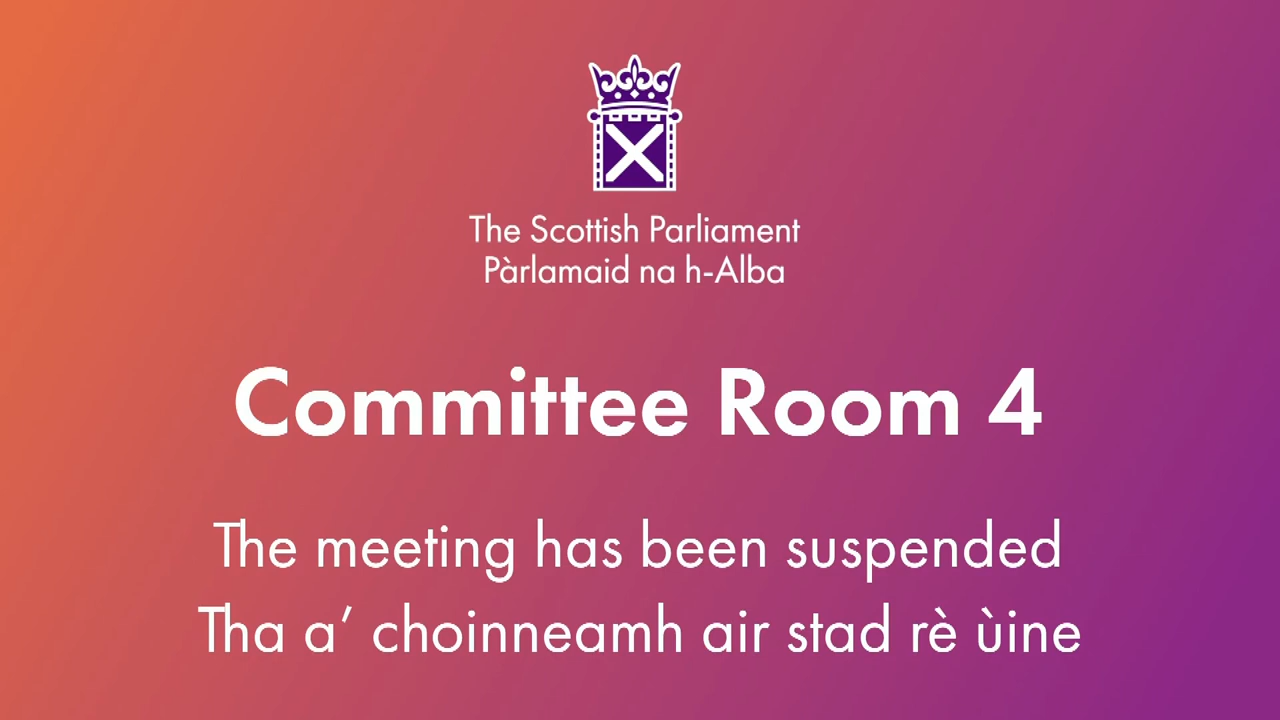 The Scottish Parliament
Pàrlamaid na h-Alba
Committee Room 4
The meeting has been suspended
Tha a’ choinneamh air stad rè ùine